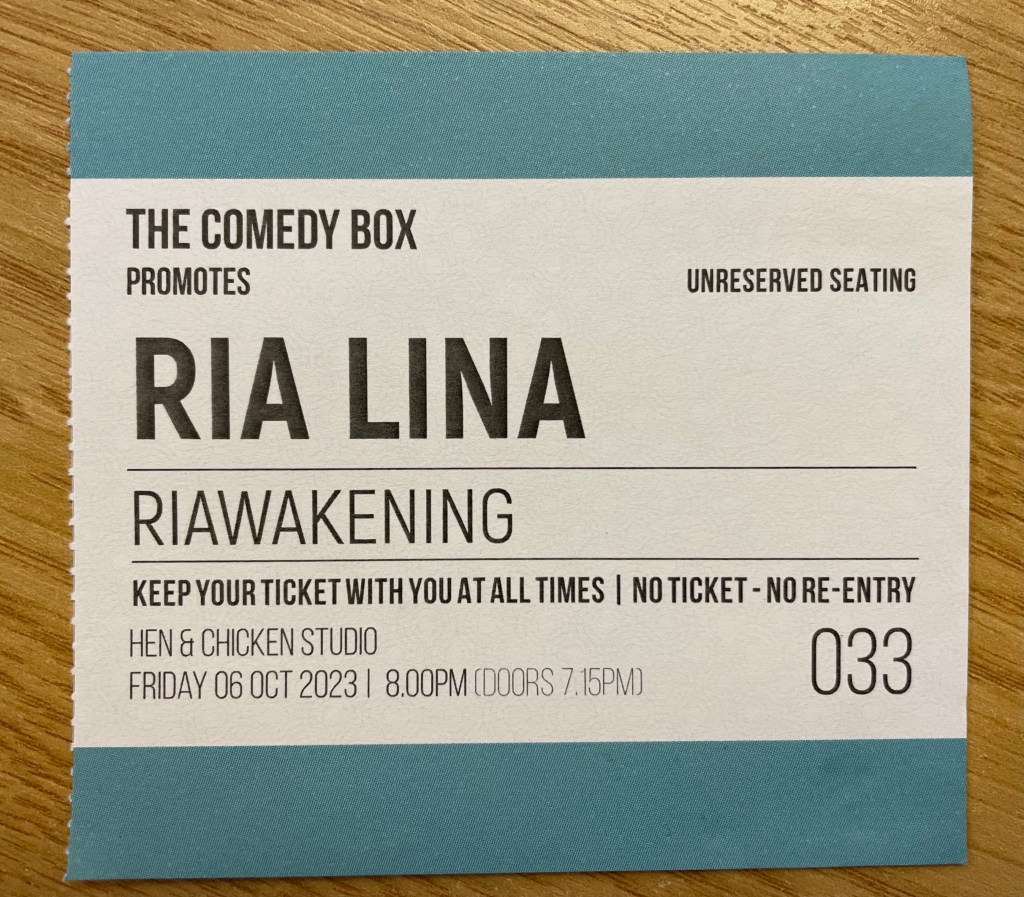 THE COMEDY BOX
PROMOTES
UNRESERVED SEATING
RIA LINA
RIAWAKENING
KEEP YOUR TICKET WITH YOU AT ALL TIMES | NO TICKET - NO RE-ENTRY
HEN & CHICKEN STUDIO
FRIDAY 06 OCT 2023 | 8.00PM (DOORS 7.15PM)
033